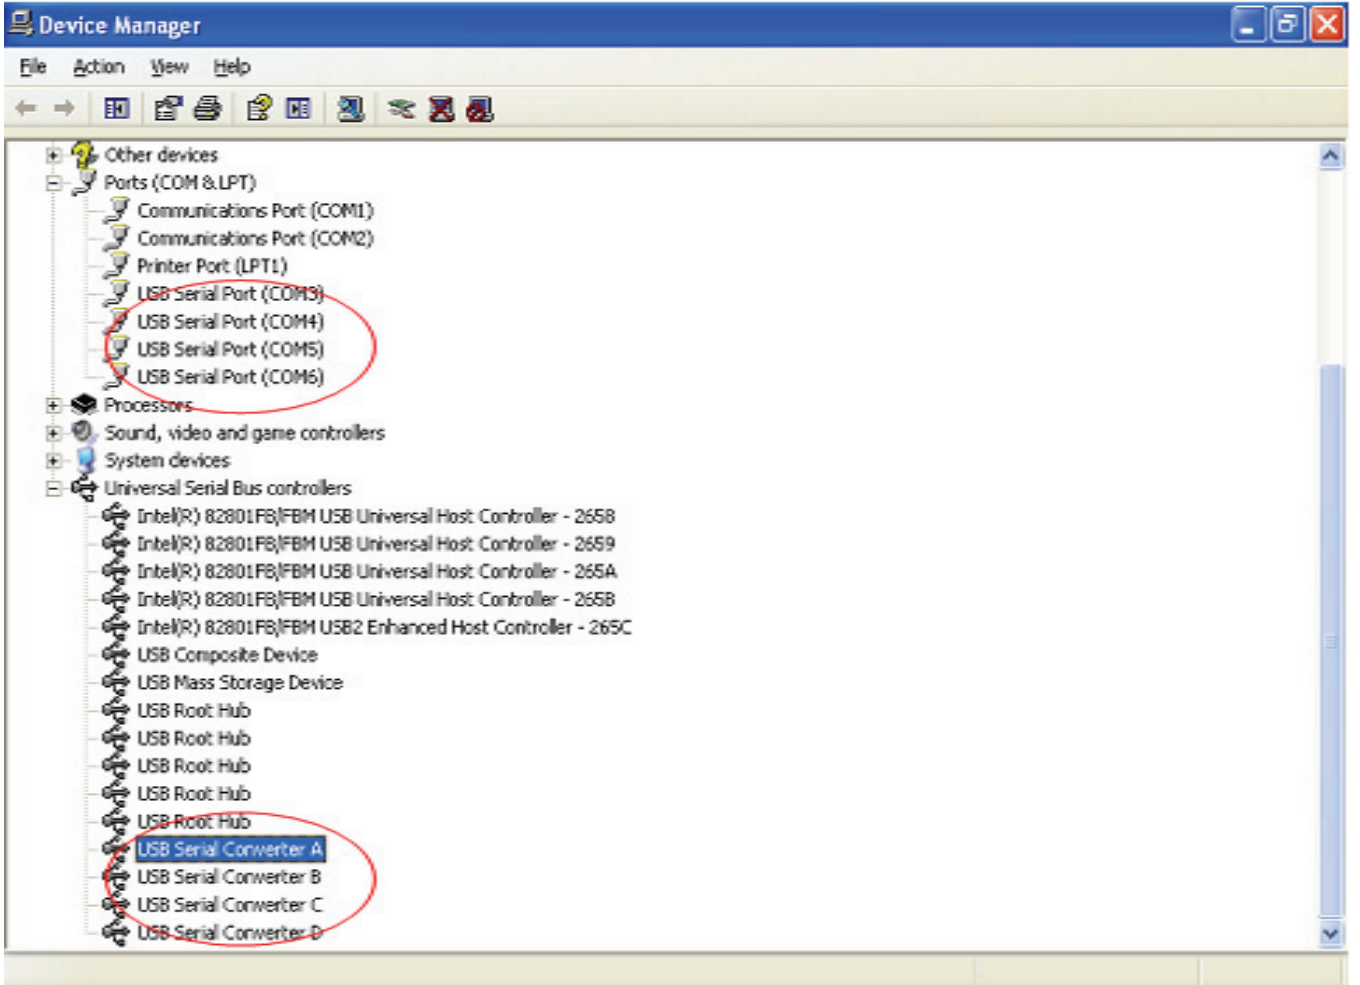 Device Manager
File Action View Help
Other devices
Ports (COM & LPT)
Communications Port (COM1)
Communications Port (COM2)
Printer Port (LPT1)
USB Serial Port (COM3)
USB Serial Port (COM4)
USB Serial Port (COM5)
USB Serial Port (COM6)
Processors
Sound, video and game controllers
System devices
Universal Serial Bus controllers
Intel(R) 82801FB/FBM USB Universal Host Controller - 2658
Intel(R) 82801FB/FBM USB Universal Host Controller - 2659
Intel(R) 82801FB/FBM USB Universal Host Controller - 265A
Intel(R) 82801FB/FBM USB Universal Host Controller - 265B
Intel(R) 82801FB/FBM USB2 Enhanced Host Controller - 265C
USB Composite Device
USB Mass Storage Device
USB Root Hub
USB Root Hub
USB Root Hub
USB Root Hub
USB Root Hub
USB Serial Converter A
USB Serial Converter B
USB Serial Converter C
USB Serial Converter D